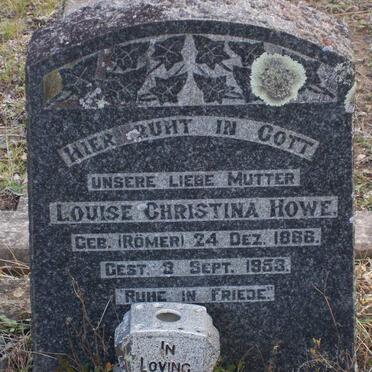 HIER RUHT IN GOTT
UNSERE LIEBE MUTTER
LOUISE CHRISTINA HOWE.
GEB. (RÖMER) 24 DEZ. 1866.
GEST. 3 SEPT. 1953.
RUHE IN FRIEDE"
IN
LOVING